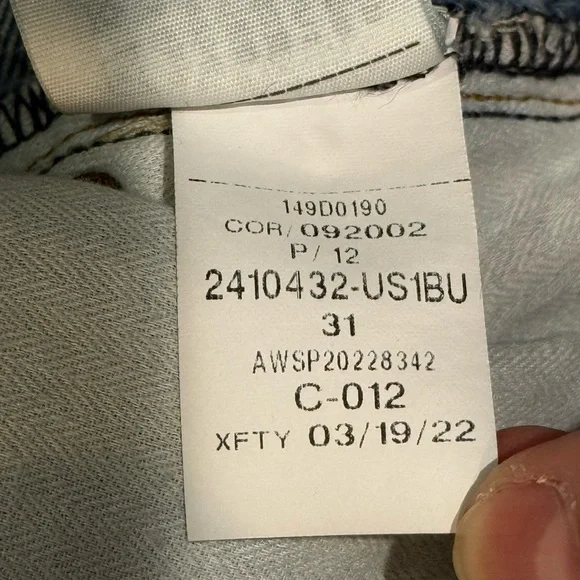 149D0190
COR/092002
P/ 12
2410432-US1BU
31
AWSP20228342
C-012
XFTY 03/19/22